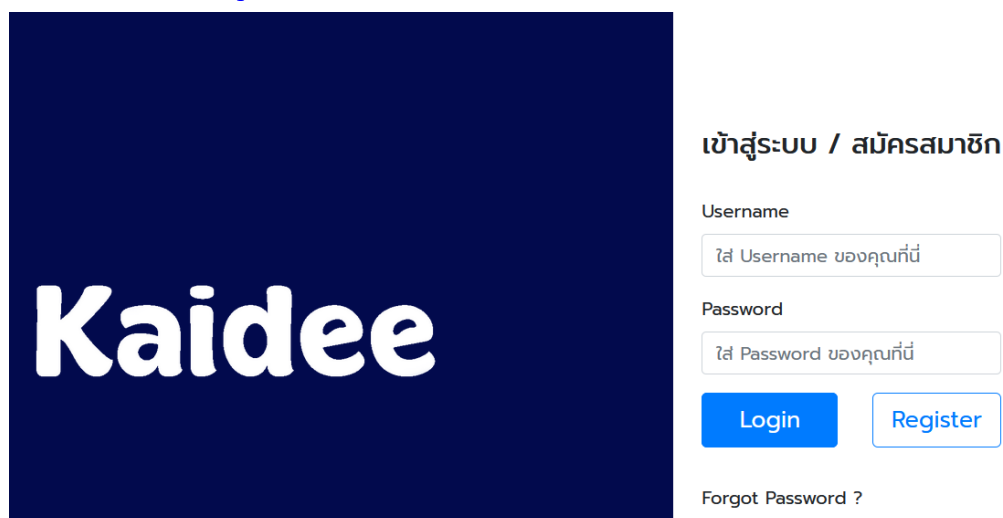 Kaidee
เข้าสู่ระบบ / สมัครสมาชิก
Username
ใส่ Username ของคุณที่นี่
Password
ใส่ Password ของคุณที่นี่
Login Register
Forgot Password ?